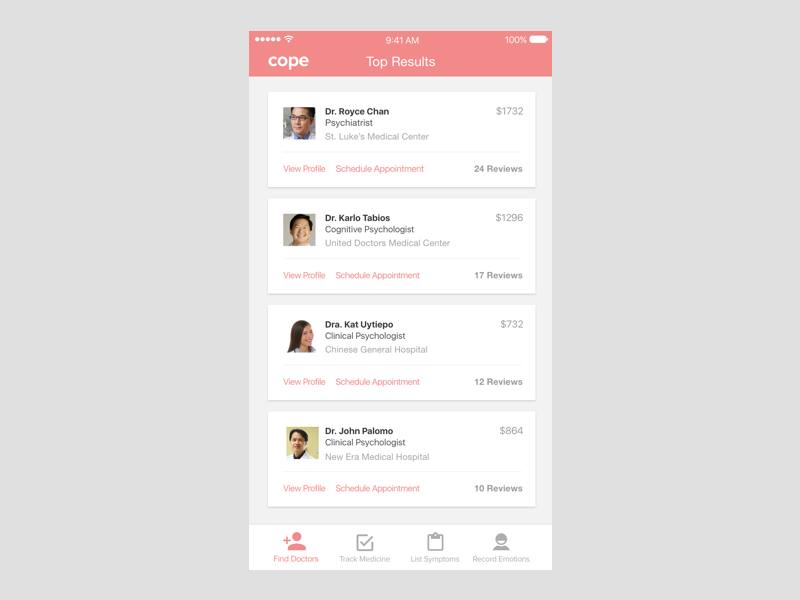 9:41 AM
100%
cope
Top Results
Dr. Royce Chan
$1732
Psychiatrist
St. Luke's Medical Center
View Profile
Schedule Appointment
24 Reviews
Dr. Karlo Tabios
$1296
Cognitive Psychologist
United Doctors Medical Center
View Profile
Schedule Appointment
17 Reviews
Dra. Kat Uytiepo
$732
Clinical Psychologist
Chinese General Hospital
View Profile
Schedule Appointment
12 Reviews
Dr. John Palomo
$864
Clinical Psychologist
New Era Medical Hospital
View Profile
Schedule Appointment
10 Reviews
Find Doctors
Track Medicine
List Symptoms
Record Emotions